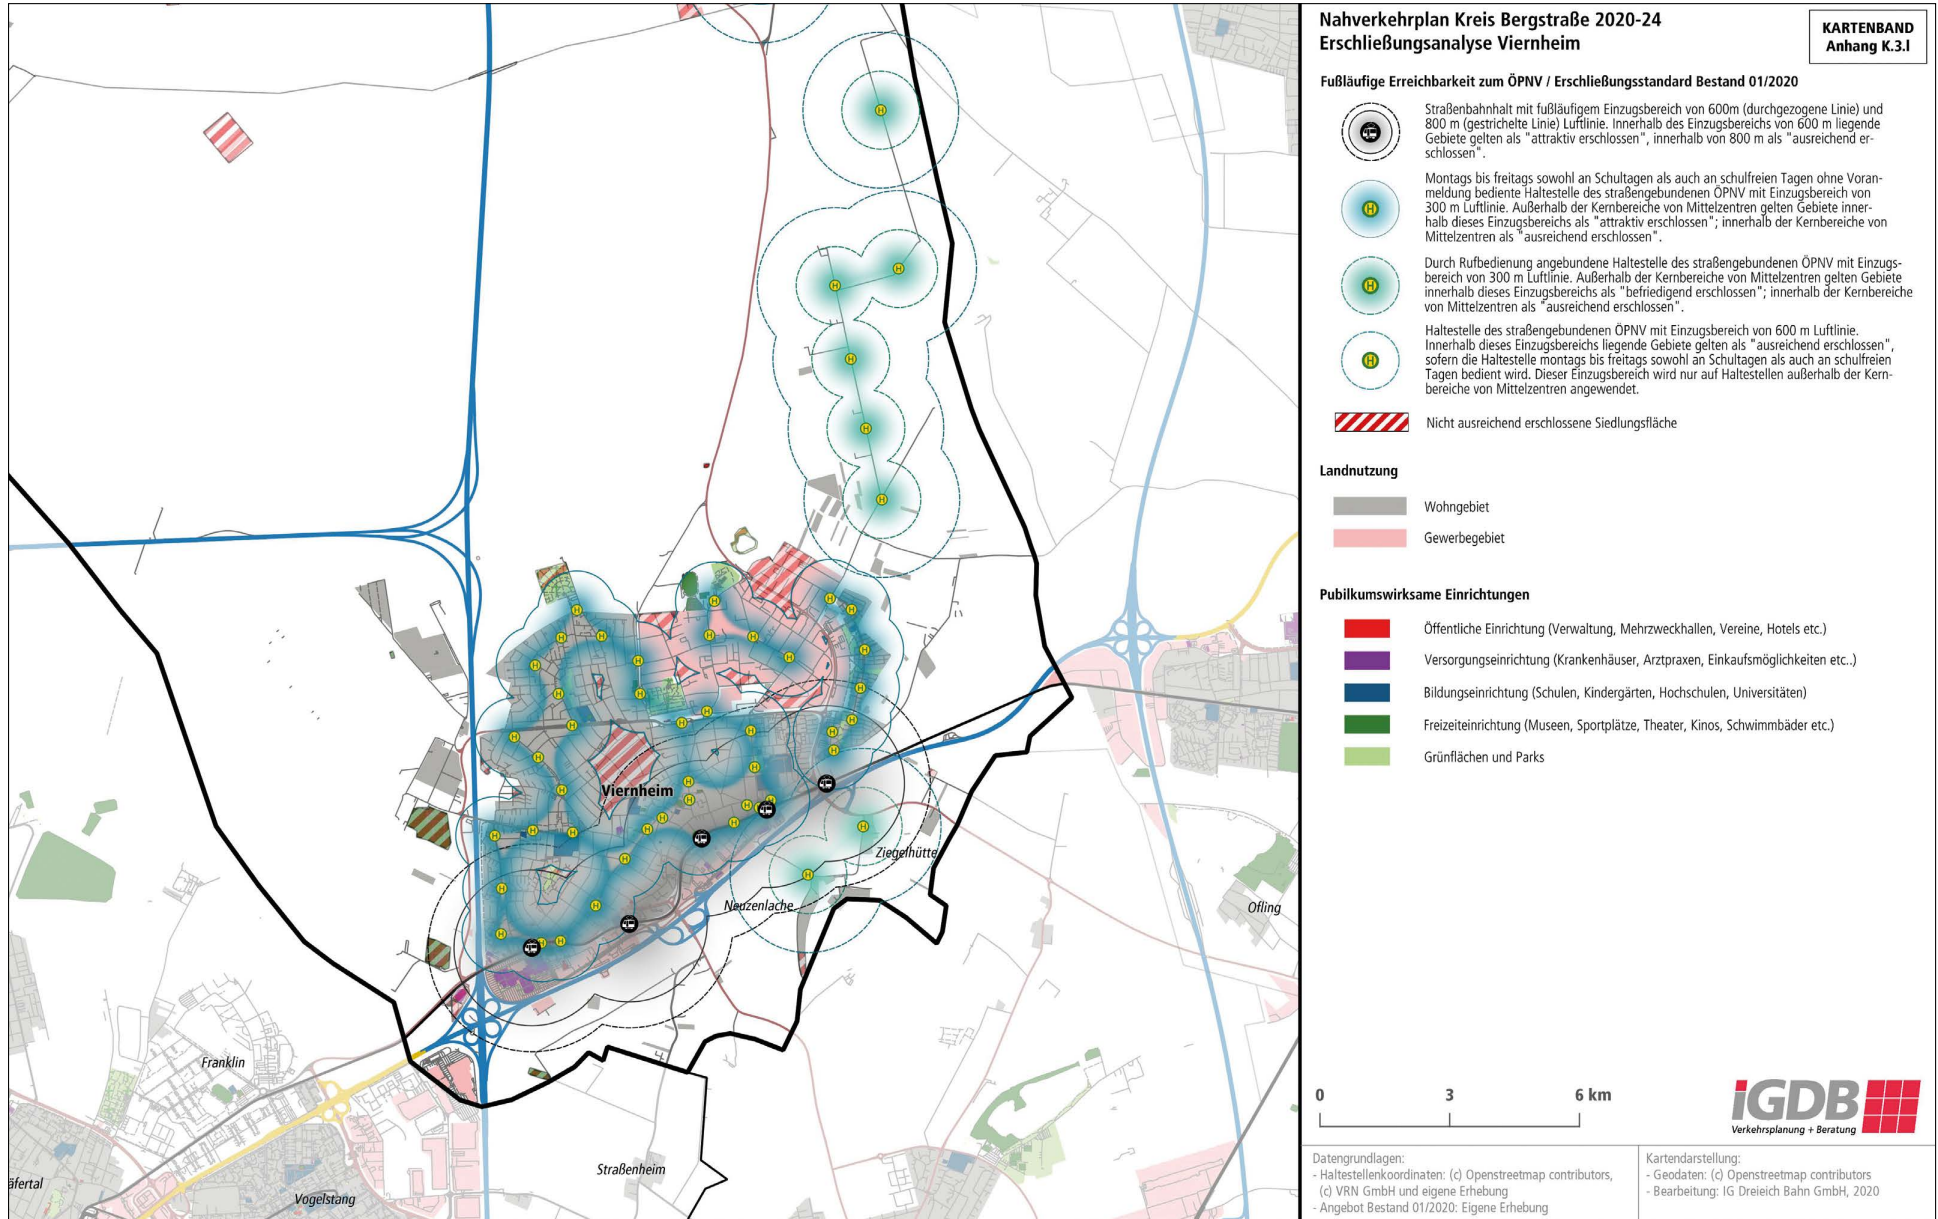 Nahverkehrplan Kreis Bergstraße 2020-24
Erschließungsanalyse Viernheim
KARTENBAND
Anhang K.3.l
Fußläufige Erreichbarkeit zum ÖPNV / Erschließungsstandard Bestand 01/2020
Straßenbahnhalt mit fußläufigem Einzugsbereich von 600m (durchgezogene Linie) und
800 m (gestrichelte Linie) Luftlinie. Innerhalb des Einzugsbereichs von 600 m liegende
Gebiete gelten als "attraktiv erschlossen", innerhalb von 800 m als "ausreichend er-
schlossen".
Montags bis freitags sowohl an Schultagen als auch an schulfreien Tagen ohne Voran-
meldung bediente Haltestelle des straßengebundenen ÖPNV mit Einzugsbereich von
300 m Luftlinie. Außerhalb der Kernbereiche von Mittelzentren gelten Gebiete inner-
halb dieses Einzugsbereichs als "attraktiv erschlossen"; innerhalb der Kernbereiche von
Mittelzentren als "ausreichend erschlossen".
Durch Rufbedienung angebundene Haltestelle des straßengebundenen ÖPNV mit Einzugs-
bereich von 300 m Luftlinie. Außerhalb der Kernbereiche von Mittelzentren gelten Gebiete
innerhalb dieses Einzugsbereichs als "befriedigend erschlossen"; innerhalb der Kernbereiche
von Mittelzentren als "ausreichend erschlossen".
Haltestelle des straßengebundenen ÖPNV mit Einzugsbereich von 600 m Luftlinie.
Innerhalb dieses Einzugsbereichs liegende Gebiete gelten als "ausreichend erschlossen",
sofern die Haltestelle montags bis freitags sowohl an Schultagen als auch an schulfreien
Tagen bedient wird. Dieser Einzugsbereich wird nur auf Haltestellen außerhalb der Kern-
bereiche von Mittelzentren angewendet.
Nicht ausreichend erschlossene Siedlungsfläche
Landnutzung
Wohngebiet
Gewerbegebiet
Pubilkumswirksame Einrichtungen
Öffentliche Einrichtung (Verwaltung, Mehrzweckhallen, Vereine, Hotels etc.)
Versorgungseinrichtung (Krankenhäuser, Arztpraxen, Einkaufsmöglichkeiten etc..)
Bildungseinrichtung (Schulen, Kindergärten, Hochschulen, Universitäten)
Freizeiteinrichtung (Museen, Sportplätze, Theater, Kinos, Schwimmbäder etc.)
Grünflächen und Parks
Viernheim
Ziegelhütte
Neuzenlache
Ofling
Franklin
Straßenheim
Vogelstang
äfertal
0 3 6 km
iGDB
Verkehrsplanung + Beratung
Datengrundlagen:
- Haltestellenkoordinaten: (c) Openstreetmap contributors,
(c) VRN GmbH und eigene Erhebung
- Angebot Bestand 01/2020: Eigene Erhebung
Kartendarstellung:
- Geodaten: (c) Openstreetmap contributors
- Bearbeitung: IG Dreieich Bahn GmbH, 2020